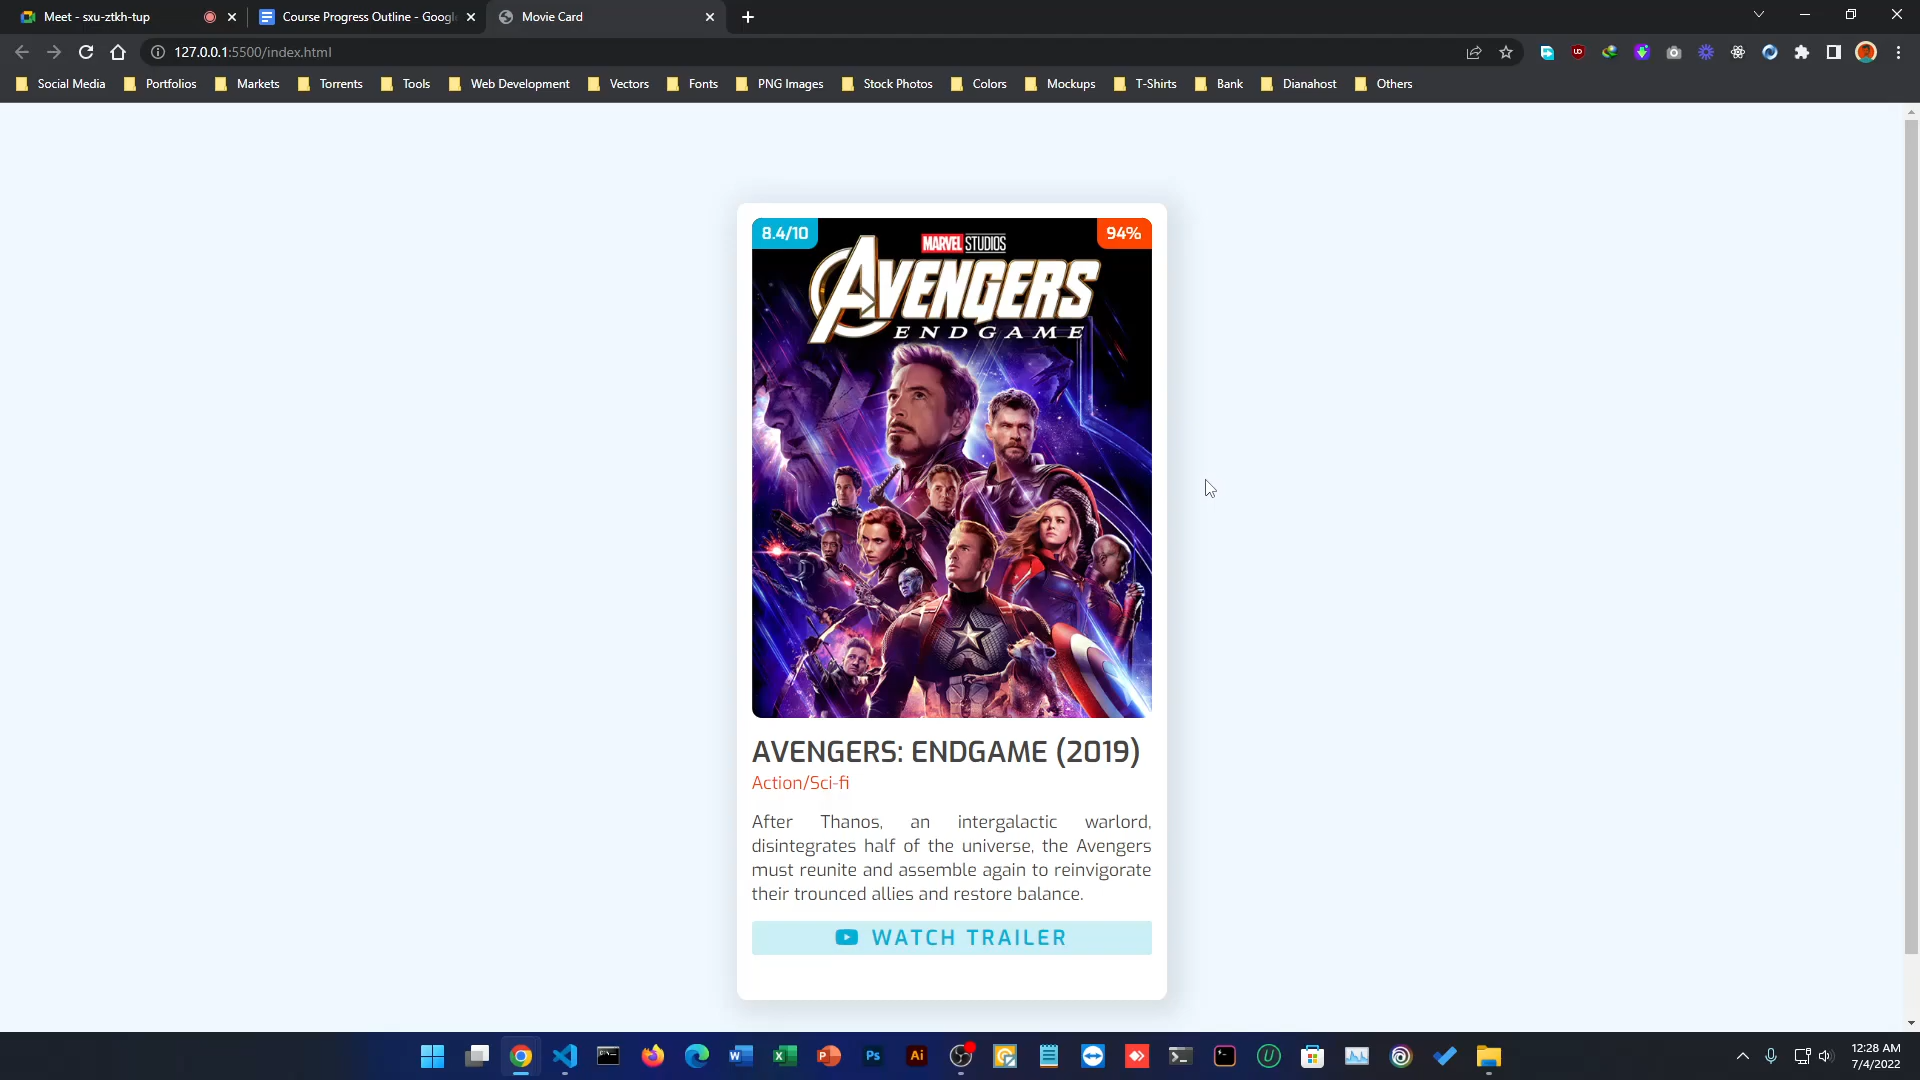 Meet - sxu-ztkh-tup
Course Progress Outline - Googl
Movie Card
127.0.0.1:5500/index.html
Social Media
Portfolios
Markets
Torrents
Tools
Web Development
Vectors
Fonts
PNG Images
Stock Photos
Colors
Mockups
T-Shirts
Bank
Dianahost
Others
8.4/10
94%
MARVEL STUDIOS
AVENGERS
ENDGAME
AVENGERS: ENDGAME (2019)
Action/Sci-fi
After Thanos, an intergalactic warlord,
disintegrates half of the universe, the Avengers
must reunite and assemble again to reinvigorate
their trounced allies and restore balance.
WATCH TRAILER
Ps
Ai
12:28 AM
7/4/2022